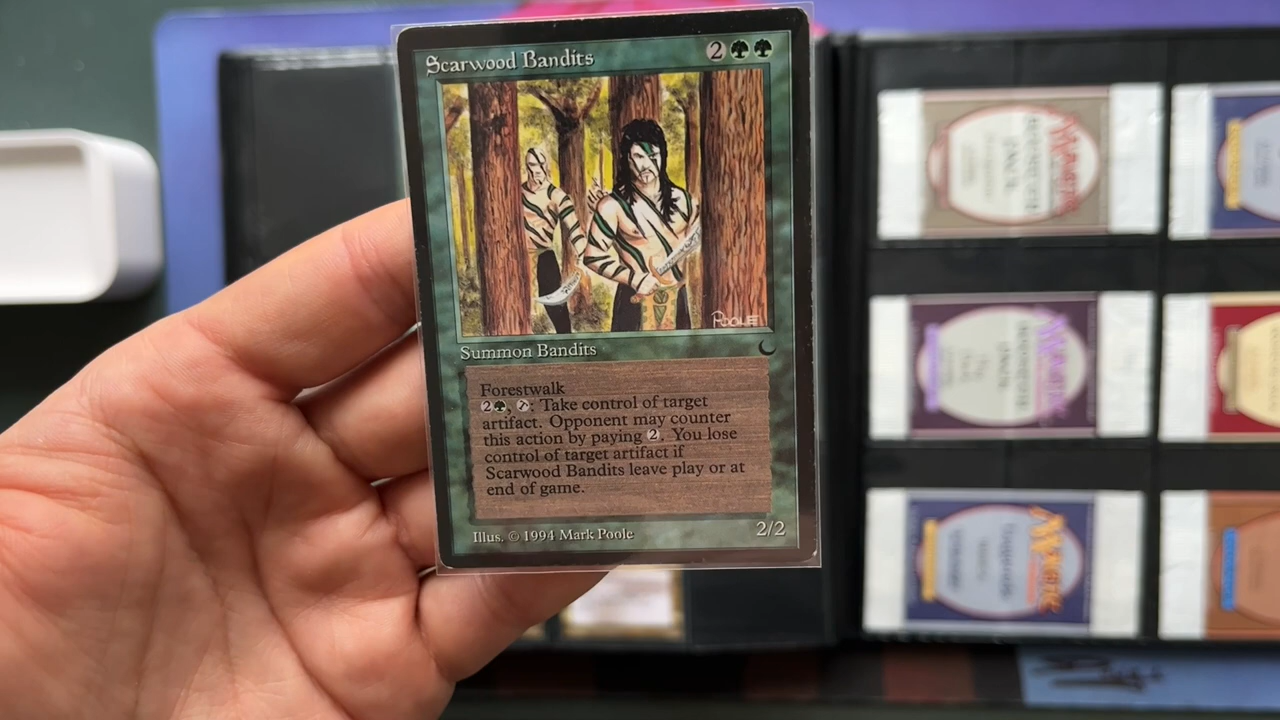 Scarwood Bandits 2
POOLE
Summon Bandits
Forestwalk
2, : Take control of target
artifact. Opponent may counter
this action by paying 2. You lose
control of target artifact if
Scarwood Bandits leave play or at
end of game.
Illus. © 1994 Mark Poole 2/2